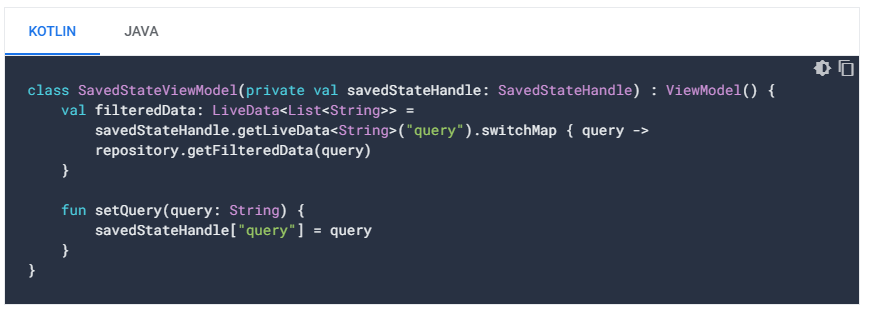 KOTLIN JAVA
class SavedStateViewModel(private val savedStateHandle: SavedStateHandle) : ViewModel() {
    val filteredData: LiveData<List<String>> =
        savedStateHandle.getLiveData<String>("query").switchMap { query ->
        repository.getFilteredData(query)
    }

    fun setQuery(query: String) {
        savedStateHandle["query"] = query
    }
}